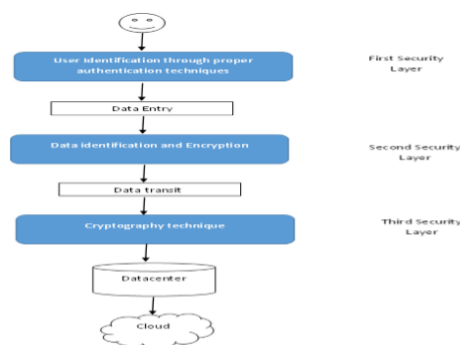 User Identification through proper
authentication techniques
First Security
Layer
Data Entry
Data identification and Encryption
Second Security
Layer
Data transit
Cryptography technique
Third Security
Layer
Datacenter
Cloud